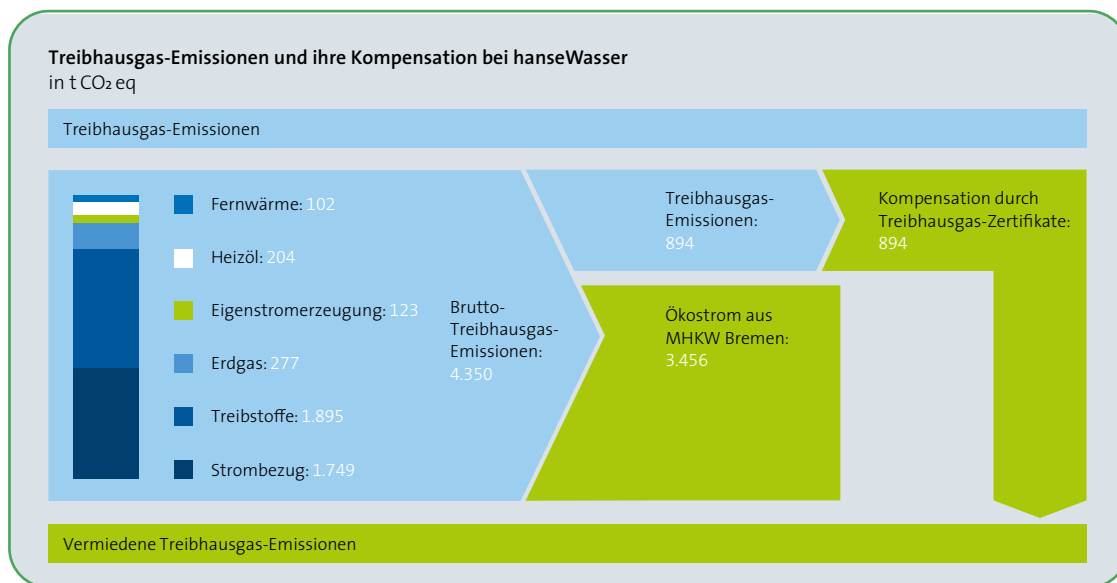 Treibhausgas-Emissionen und ihre Kompensation bei hanseWasser
in t CO₂ eq
Treibhausgas-Emissionen
Fernwärme: 102
Heizöl: 204
Eigenstromerzeugung: 123
Erdgas: 277
Treibstoffe: 1.895
Strombezug: 1.749
Brutto-
Treibhausgas-
Emissionen:
4.350
Treibhausgas-
Emissionen:
894
Ökostrom aus
MHKW Bremen:
3.456
Kompensation durch
Treibhausgas-Zertifikate:
894
Vermiedene Treibhausgas-Emissionen